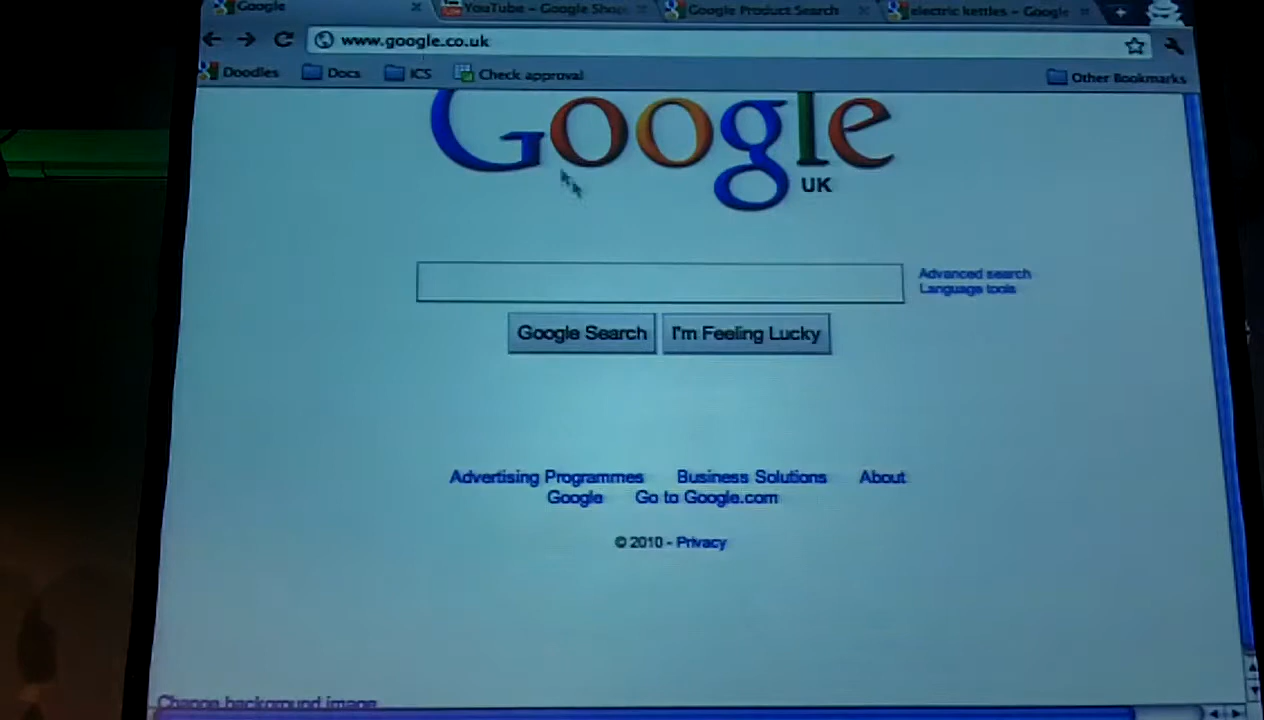 Google YouTube - Google Shop Google Product Search electric kettles - Google
www.google.co.uk
Doodles Docs ICS Check approval Other Bookmarks
Google
UK
Advanced search
Language tools
Google Search I'm Feeling Lucky
Advertising Programmes Business Solutions About
Google Go to Google.com
© 2010 - Privacy
Change background image